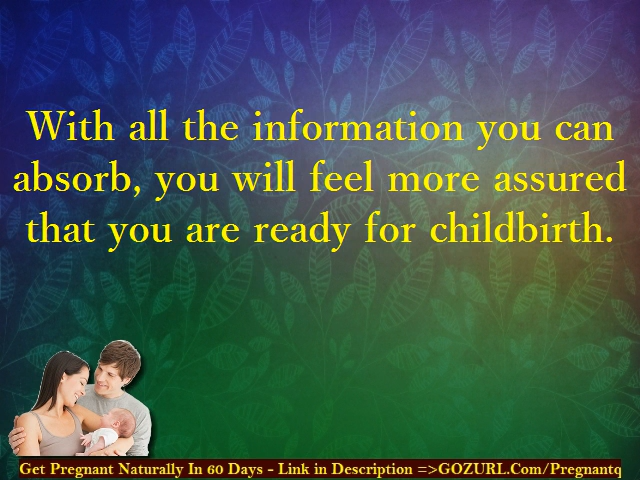 With all the information you can
absorb, you will feel more assured
that you are ready for childbirth.
Get Pregnant Naturally In 60 Days - Link in Description =>GOZURL.Com/Pregnantq